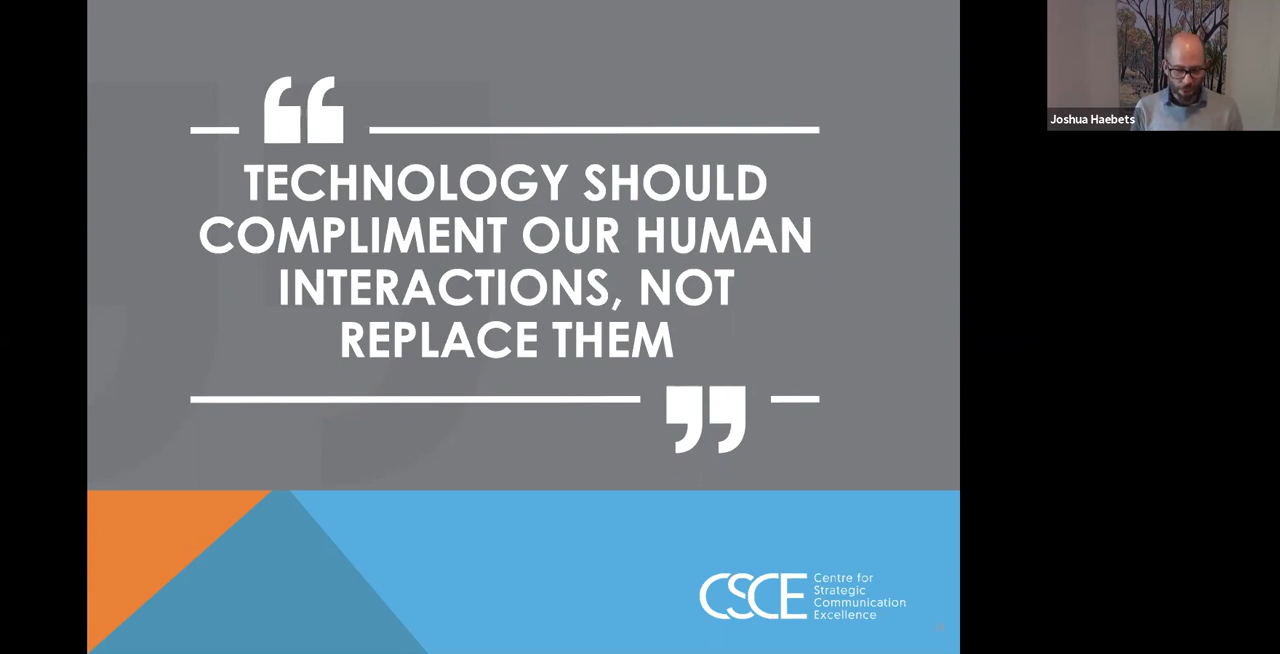 TECHNOLOGY SHOULD
COMPLIMENT OUR HUMAN
INTERACTIONS, NOT
REPLACE THEM
CSCE
Centre for
Strategic
Communication
Excellence
Joshua Haebets